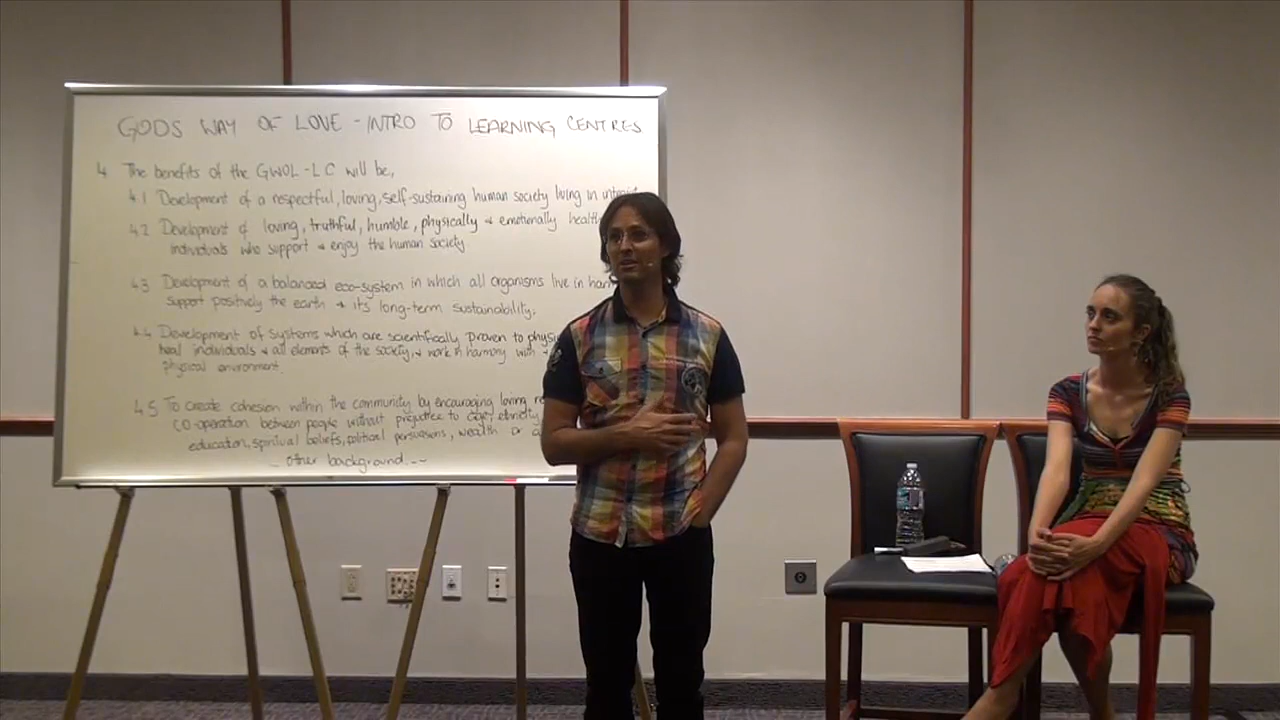 GODS WAY OF LOVE - INTRO TO LEARNING CENTRES
4 The benefits of the GWOL - LC will be,
4.1 Development of a respectful, loving, self-sustaining human society living in
4.2 Development of loving, truthful, humble, physically & emotionally
individuals who support & enjoy the human society
4.3 Development of a balanced eco-system in which all organisms live in
support positively the earth & its long-term sustainability;
4.4 Development of systems which are scientifically proven to
heal individuals & all elements of the society, & work in harmony with
physical environment.
4.5 To create cohesion within the community by encouraging loving
co-operation between people without prejudice to age,
education, spiritual beliefs, political persuasions, wealth or
... other background...